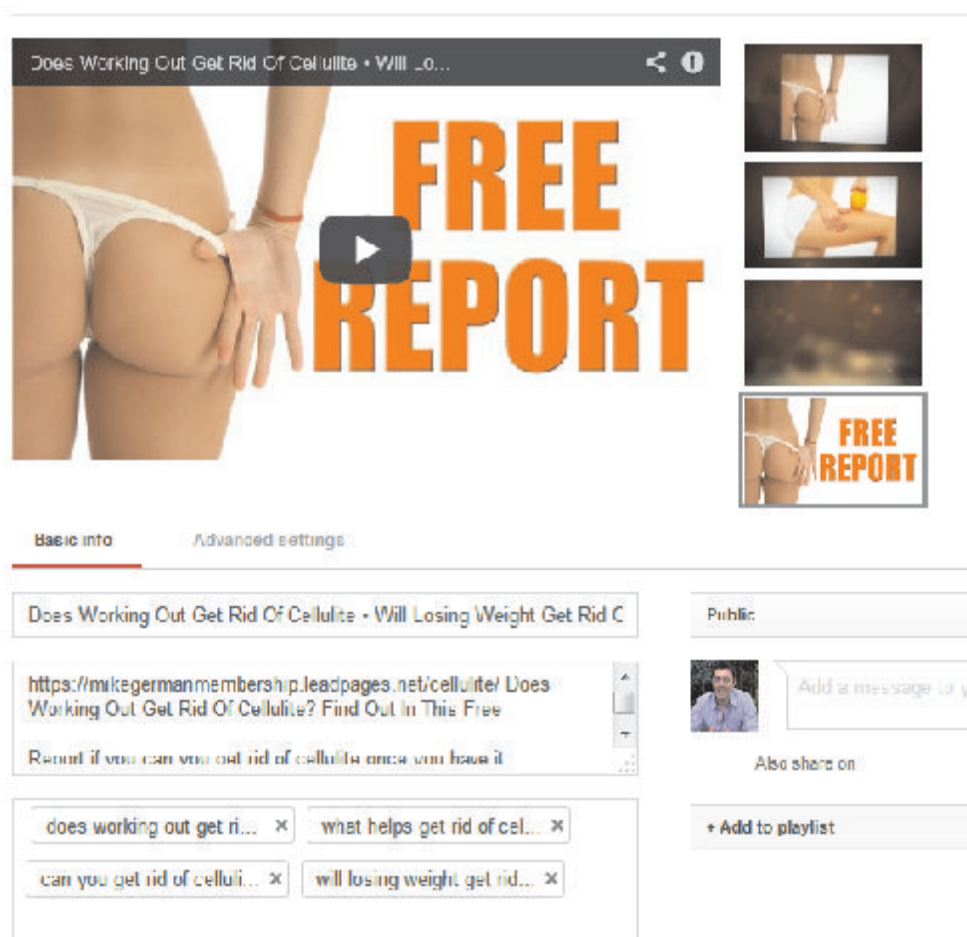 Does Working Out Get Rid Of Cellulite • Will Lo...
FREE
REPORT
FREE
REPORT
Basic info
Advanced settings
Does Working Out Get Rid Of Cellulite • Will Losing Weight Get Rid O
Public
https://mikegermanmembership.leadpages.net/cellulite/ Does
Working Out Get Rid Of Cellulite? Find Out In This Free
Report if you can you get rid of cellulite once you have it
Add a message to y
Also share on
does working out get ri... ×
what helps get rid of cel... ×
+ Add to playlist
can you get rid of celluli... ×
will losing weight get rid... ×